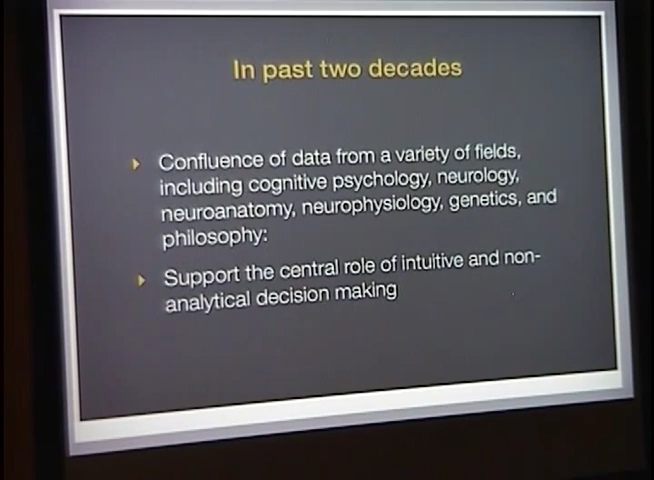 In past two decades
Confluence of data from a variety of fields,
including cognitive psychology, neurology,
neuroanatomy, neurophysiology, genetics, and
philosophy:
Support the central role of intuitive and non-
analytical decision making